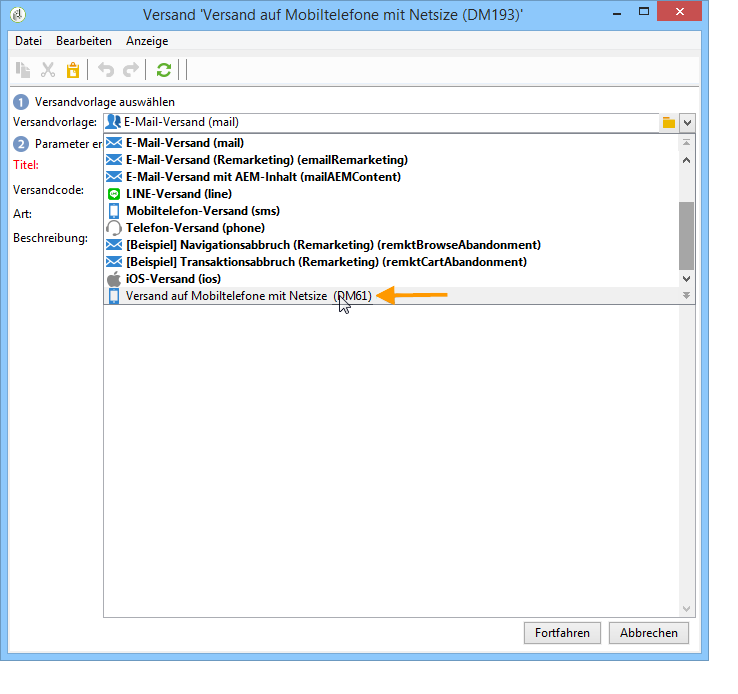 Versand 'Versand auf Mobiltelefone mit Netsize (DM193)'
Datei Bearbeiten Anzeige
1 Versandvorlage auswählen
Versandvorlage: E-Mail-Versand (mail)
2 Parameter er
E-Mail-Versand (mail)
E-Mail-Versand (Remarketing) (emailRemarketing)
Titel:
E-Mail-Versand mit AEM-Inhalt (mailAEMContent)
Versandcode:
LINE-Versand (line)
Mobiltelefon-Versand (sms)
Art:
Telefon-Versand (phone)
Beschreibung:
[Beispiel] Navigationsabbruch (Remarketing) (remktBrowseAbandonment)
[Beispiel] Transaktionsabbruch (Remarketing) (remktCartAbandonment)
iOS-Versand (ios)
Versand auf Mobiltelefone mit Netsize (DM61)
Fortfahren Abbrechen